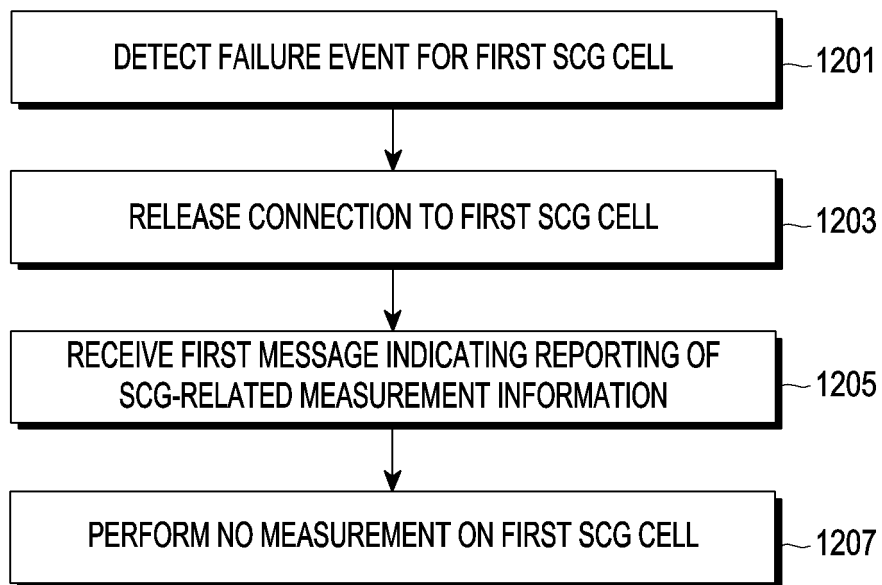 DETECT FAILURE EVENT FOR FIRST SCG CELL
1201
RELEASE CONNECTION TO FIRST SCG CELL
1203
RECEIVE FIRST MESSAGE INDICATING REPORTING OF
SCG-RELATED MEASUREMENT INFORMATION
1205
PERFORM NO MEASUREMENT ON FIRST SCG CELL
1207